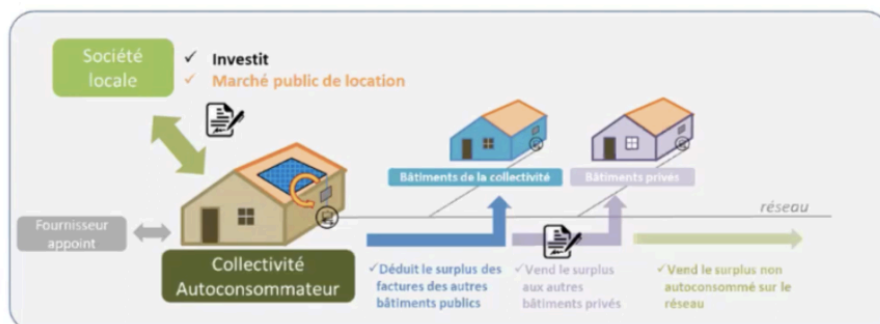 Société
locale
✓ Investit
✓ Marché public de location
Bâtiments de la collectivité
Bâtiments privés
réseau
Fournisseur
appoint
Collectivité
Autoconsommateur
✓Déduit le surplus des
factures des autres
bâtiments publics
✓Vend le surplus
aux autres
bâtiments privés
✓Vend le surplus non
autoconsommé sur le
réseau